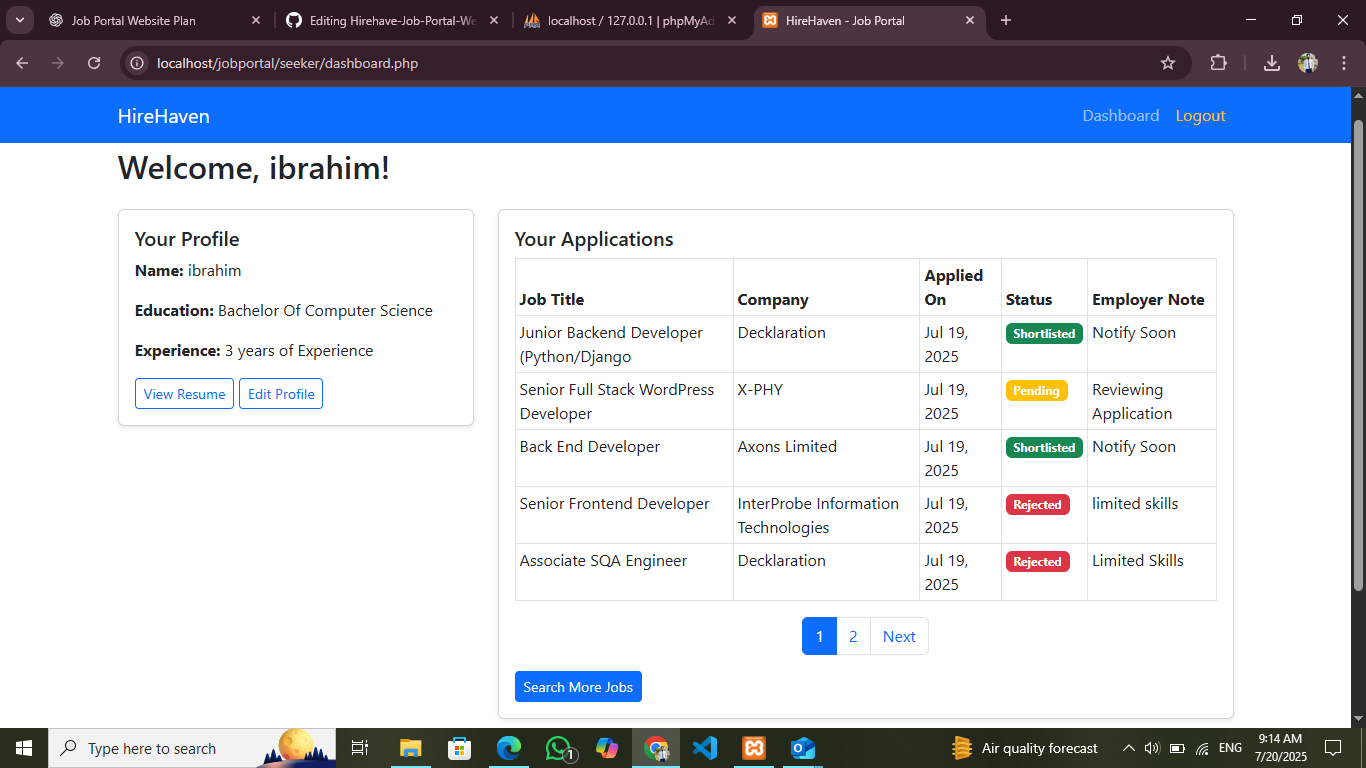 Job Portal Website Plan
Editing Hirehave-Job-Portal-We
localhost / 127.0.0.1 | phpMyAd
HireHaven - Job Portal
localhost/jobportal/seeker/dashboard.php
HireHaven
Dashboard
Logout
Welcome, ibrahim!
Your Profile
Name: ibrahim
Education: Bachelor Of Computer Science
Experience: 3 years of Experience
View Resume
Edit Profile
Your Applications
Job Title
Company
Applied
On
Status
Employer Note
Junior Backend Developer
(Python/Django
Decklaration
Jul 19,
2025
Shortlisted
Notify Soon
Senior Full Stack WordPress
Developer
X-PHY
Jul 19,
2025
Pending
Reviewing
Application
Back End Developer
Axons Limited
Jul 19,
2025
Shortlisted
Notify Soon
Senior Frontend Developer
InterProbe Information
Technologies
Jul 19,
2025
Rejected
limited skills
Associate SQA Engineer
Decklaration
Jul 19,
2025
Rejected
Limited Skills
1
2
Next
Search More Jobs
Type here to search
1
Air quality forecast
ENG
9:14 AM
7/20/2025